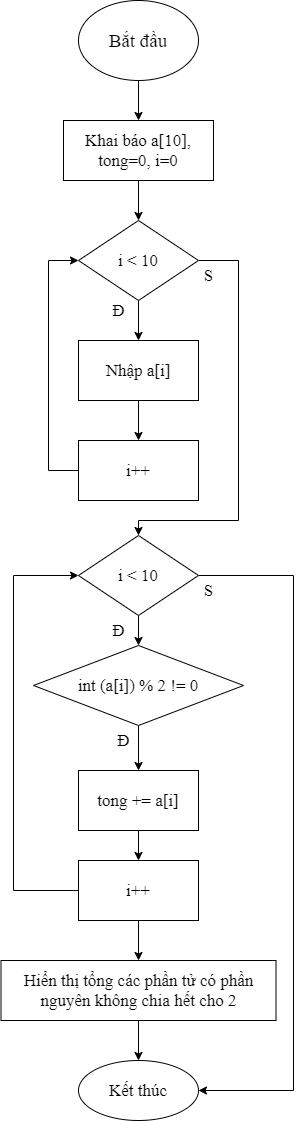 Bắt đầu
Khai báo a[10],
tong=0, i=0
i < 10
S
Đ
Nhập a[i]
i++
i < 10
S
Đ
int (a[i]) % 2 != 0
Đ
tong += a[i]
i++
Hiển thị tổng các phần tử có phần
nguyên không chia hết cho 2
Kết thúc